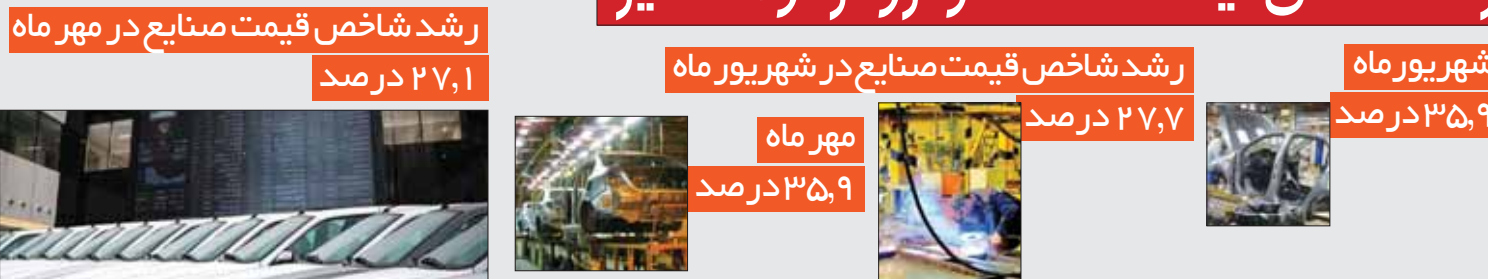 شهریور ماه
۳۵,۹ درصد
رشد شاخص قیمت صنایع در شهریور ماه
۲۷,۷ درصد
مهر ماه
۳۵,۹ درصد
رشد شاخص قیمت صنایع در مهر ماه
۲۷,۱ درصد